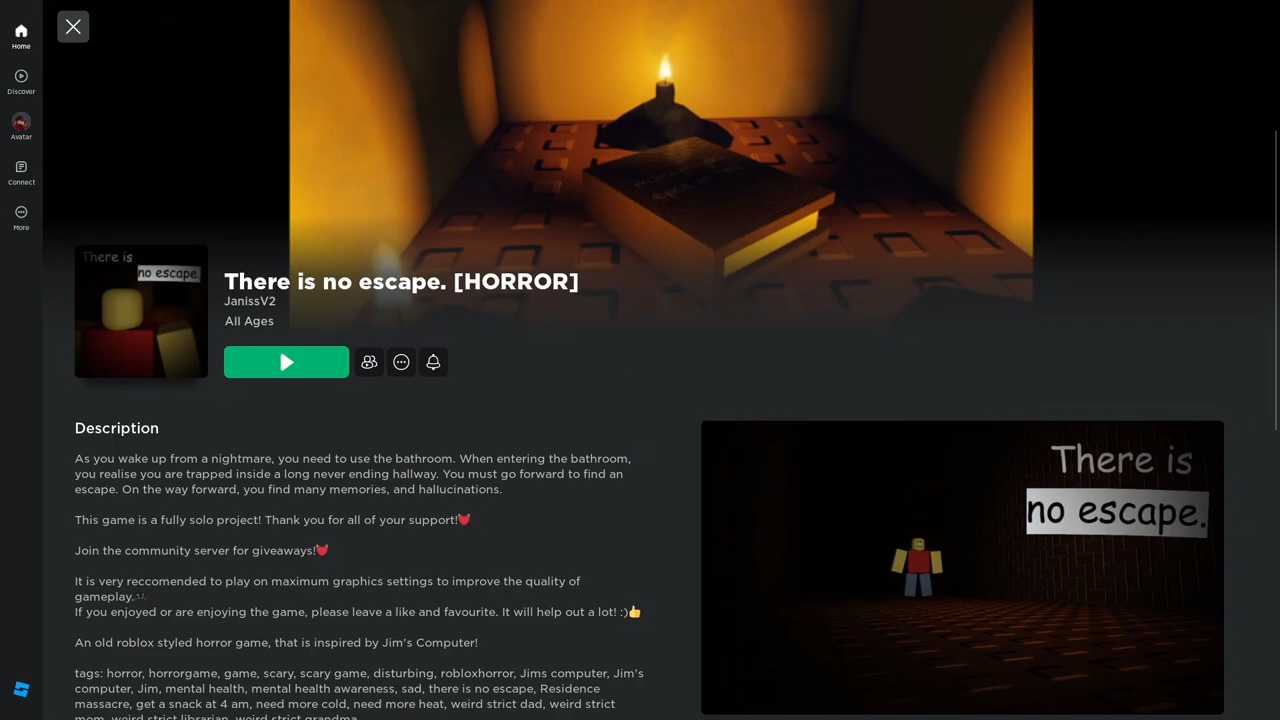 Home
Discover
Avatar
Connect
More
There is
no escape.
There is no escape. [HORROR]
JanissV2
All Ages
Description
As you wake up from a nightmare, you need to use the bathroom. When entering the bathroom,
you realise you are trapped inside a long never ending hallway. You must go forward to find an
escape. On the way forward, you find many memories, and hallucinations.
This game is a fully solo project! Thank you for all of your support!💓
Join the community server for giveaways!💓
It is very reccomended to play on maximum graphics settings to improve the quality of
gameplay.
If you enjoyed or are enjoying the game, please leave a like and favourite. It will help out a lot! :)👍
An old roblox styled horror game, that is inspired by Jim's Computer!
tags: horror, horrorgame, game, scary, scary game, disturbing, robloxhorror, Jims computer, Jim's
computer, Jim, mental health, mental health awareness, sad, there is no escape, Residence
massacre, get a snack at 4 am, need more cold, need more heat, weird strict dad, weird strict
mom, weird strict librarian, weird strict grandma
There is
no escape.